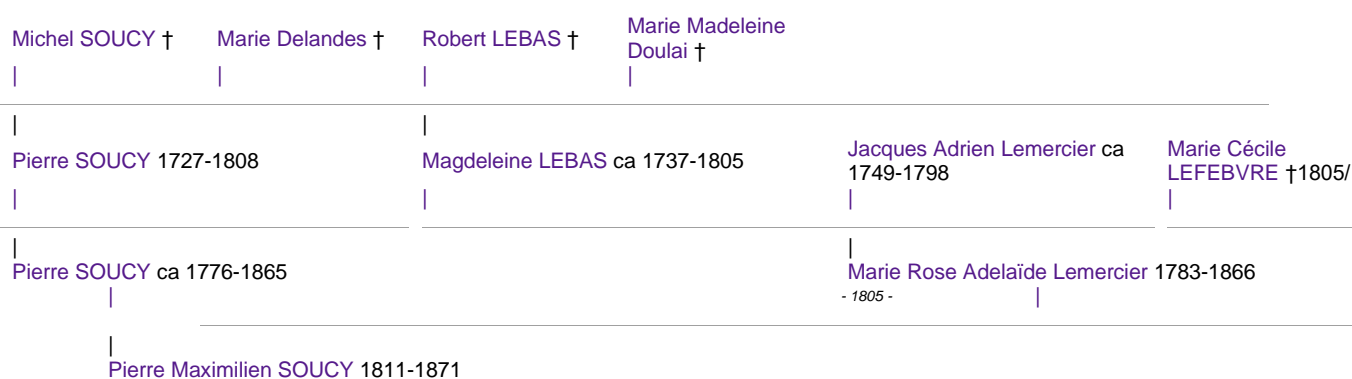 Michel SOUCY †
Marie Delandes †
Robert LEBAS †
Marie Madeleine
Doulai †
Pierre SOUCY 1727-1808
Magdeleine LEBAS ca 1737-1805
Jacques Adrien Lemercier ca
1749-1798
Marie Cécile
LEFEBVRE †1805/
Pierre SOUCY ca 1776-1865
Marie Rose Adelaïde Lemercier 1783-1866
- 1805 -
Pierre Maximilien SOUCY 1811-1871